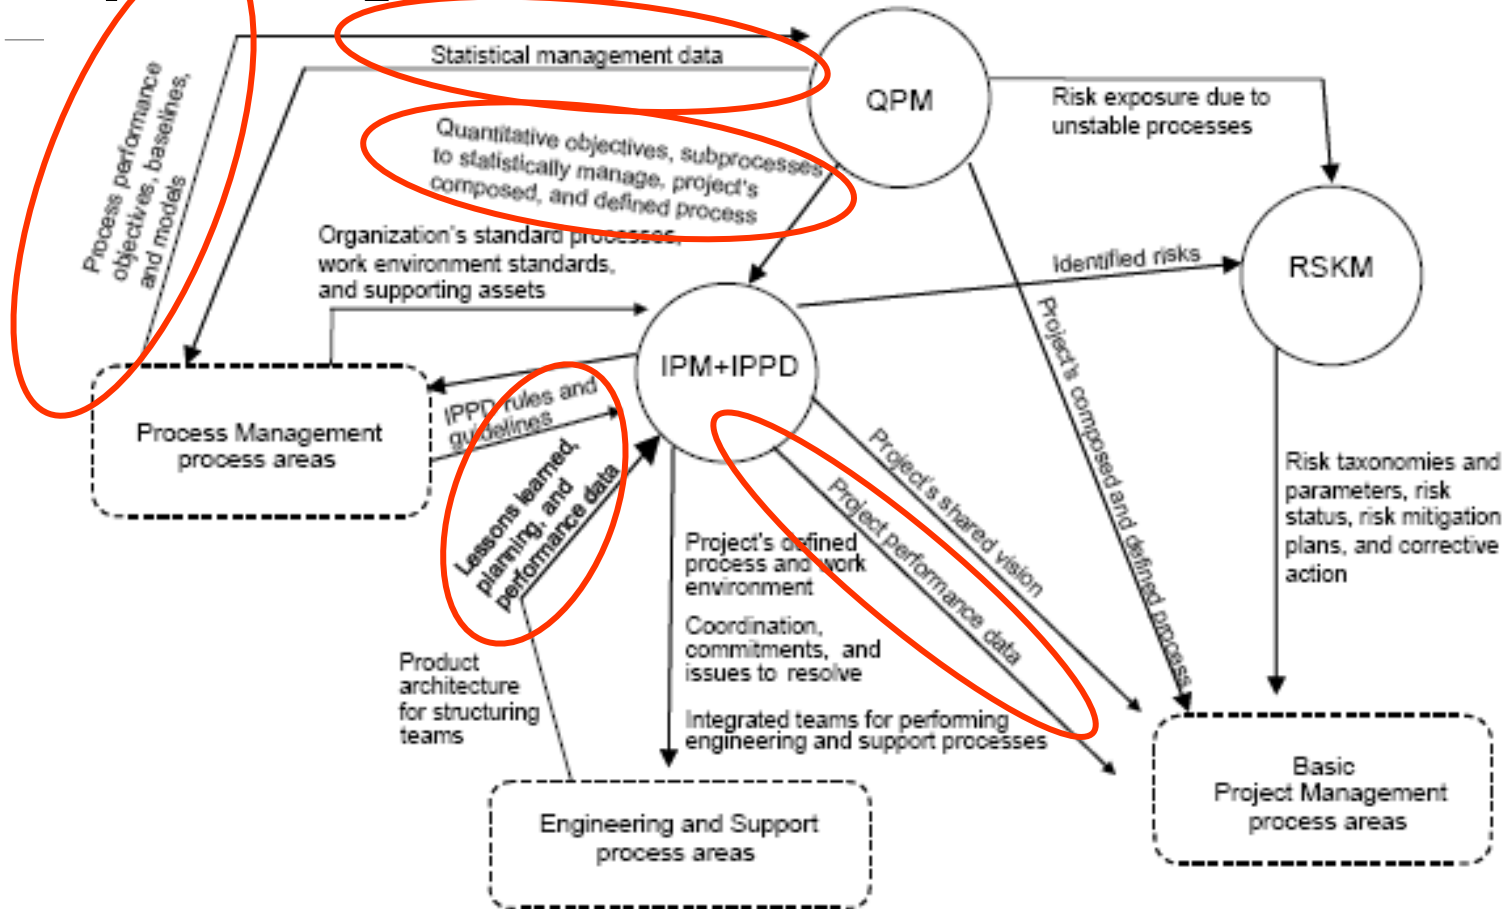 Statistical management data
QPM
Risk exposure due to
unstable processes
Process performance
objectives, baselines,
and models
Quantitative objectives, subprocesses
to statistically manage, project's
composed, and defined process
Organization's standard processes,
work environment standards,
and supporting assets
Identified risks
RSKM
IPM+IPPD
Project's composed and defined process
IPPD rules and
guidelines
Process Management
process areas
Lessons learned,
planning, and
performance data
Project's shared vision
Project performance data
Risk taxonomies and
parameters, risk
status, risk mitigation
plans, and corrective
action
Project's defined
process and work
environment
Coordination,
commitments, and
issues to resolve
Integrated teams for performing
engineering and support processes
Product
architecture
for structuring
teams
Engineering and Support
process areas
Basic
Project Management
process areas